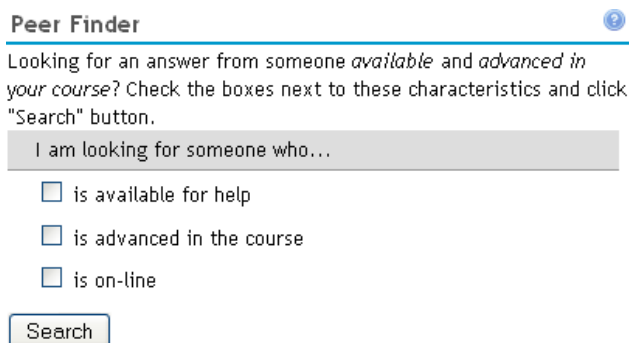 Peer Finder
?
Looking for an answer from someone available and advanced in
your course? Check the boxes next to these characteristics and click
"Search" button.
I am looking for someone who...
is available for help
is advanced in the course
is on-line
Search